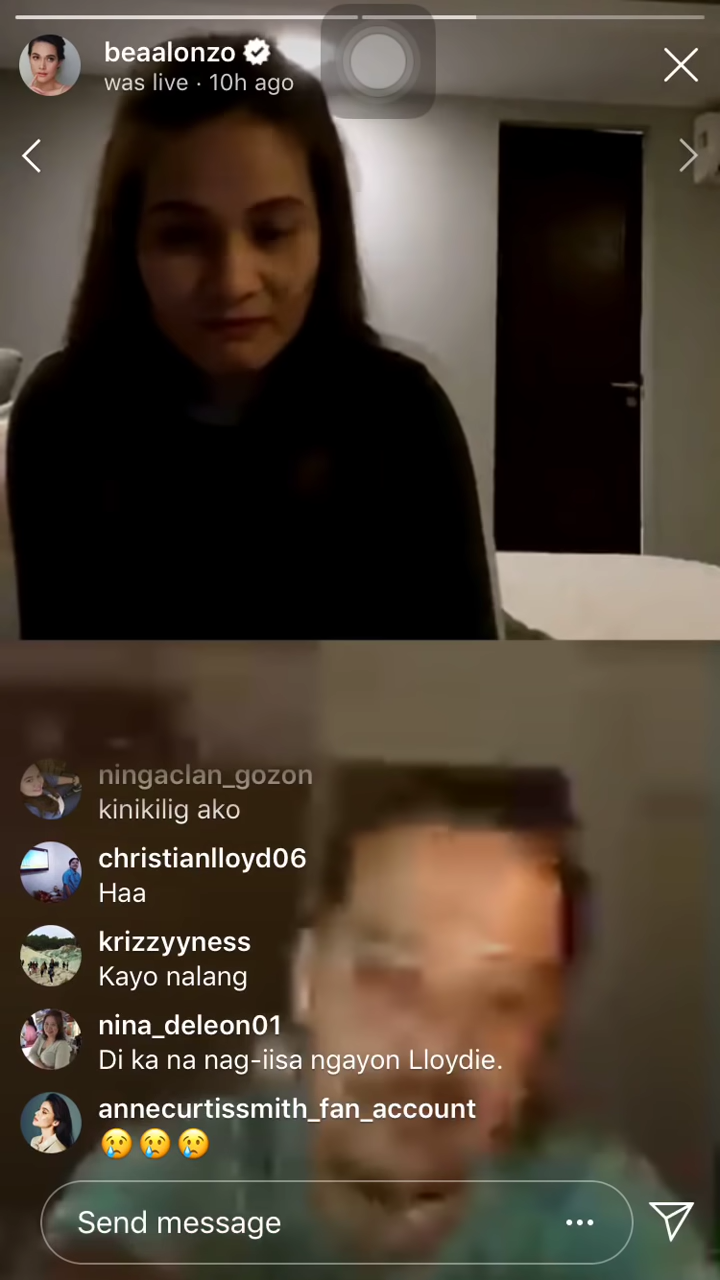 beaalonzo
was live · 10h ago
ningaclan_gozon
kinikilig ako
christianlloyd06
Haa
krizzyyness
Kayo nalang
nina_deleon01
Di ka na nag-iisa ngayon Lloydie.
annecurtissmith_fan_account
😢😢😢
Send message